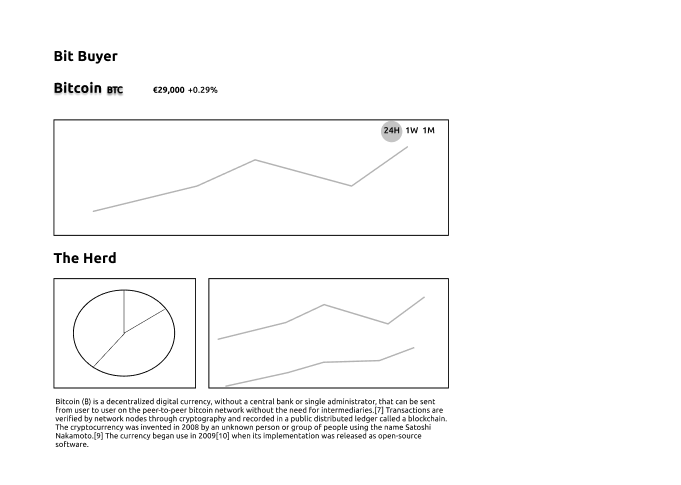 Bit Buyer
Bitcoin BTC €29,000 +0.29%
24H 1W 1M
The Herd
Bitcoin (₿) is a decentralized digital currency, without a central bank or single administrator, that can be sent
from user to user on the peer-to-peer bitcoin network without the need for intermediaries.[7] Transactions are
verified by network nodes through cryptography and recorded in a public distributed ledger called a blockchain.
The cryptocurrency was invented in 2008 by an unknown person or group of people using the name Satoshi
Nakamoto.[9] The currency began use in 2009[10] when its implementation was released as open-source
software.